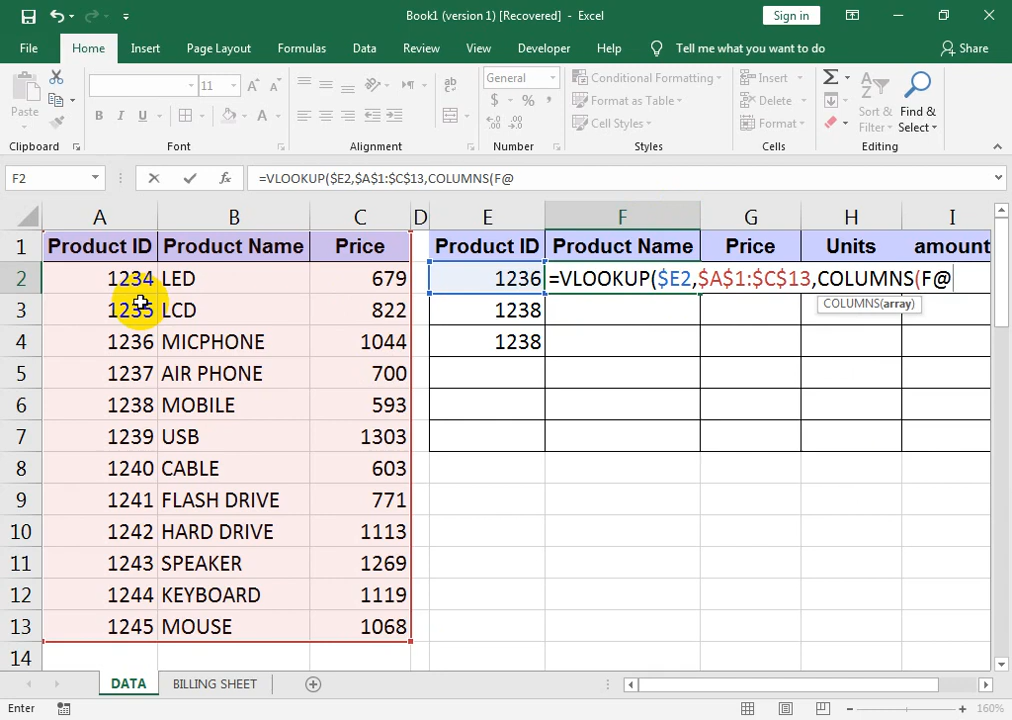 Book1 (version 1) [Recovered] - Excel
Sign in
File Home Insert Page Layout Formulas Data Review View Developer Help Tell me what you want to do Share
Paste
11
General
Conditional Formatting
Format as Table
Cell Styles
Insert
Delete
Format
Sort & Filter
Find & Select
Clipboard Font Alignment Number Styles Cells Editing
F2 =VLOOKUP($E2,$A$1:$C$13,COLUMNS(F@
A B C D E F G H I
1 Product ID Product Name Price Product ID Product Name Price Units amount
2 1234 LED 679 1236 =VLOOKUP($E2,$A$1:$C$13,COLUMNS(F@
COLUMNS(array)
3 1235 LCD 822 1238
4 1236 MICPHONE 1044 1238
5 1237 AIR PHONE 700
6 1238 MOBILE 593
7 1239 USB 1303
8 1240 CABLE 603
9 1241 FLASH DRIVE 771
10 1242 HARD DRIVE 1113
11 1243 SPEAKER 1269
12 1244 KEYBOARD 1119
13 1245 MOUSE 1068
14
DATA BILLING SHEET
Enter 160%